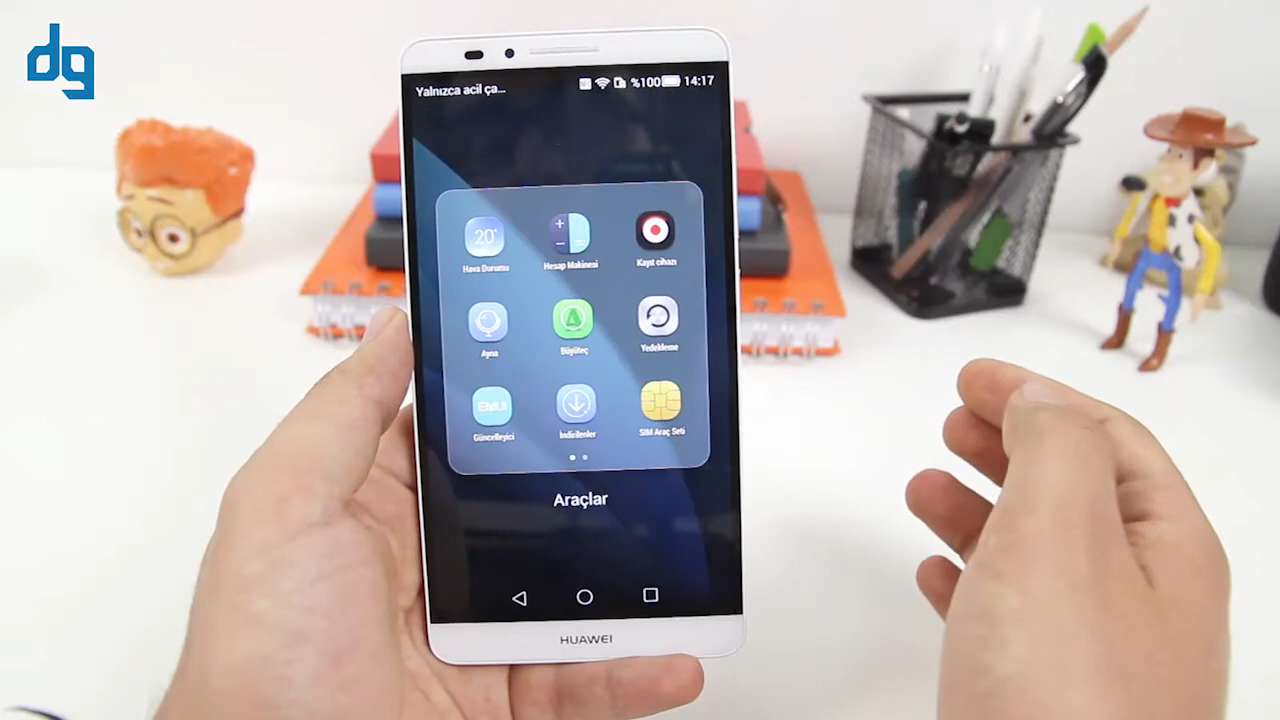 dg
Yalnızca acil ça... %100 14:17
20°
Hava Durumu Hesap Makinesi Kayıt cihazı
Ayna Büyüteç Yedekleme
EMUI
Güncelleyici İndirilenler SIM Araç Seti
Araçlar
HUAWEI